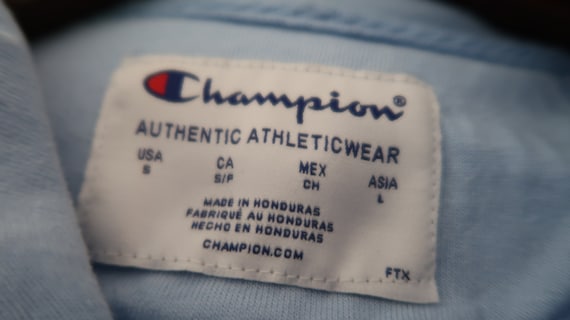 Champion®
AUTHENTIC ATHLETICWEAR
USA CA MEX ASIA
S S/P CH L
MADE IN HONDURAS
FABRIQUÉ AU HONDURAS
HECHO EN HONDURAS
CHAMPION.COM
FTX